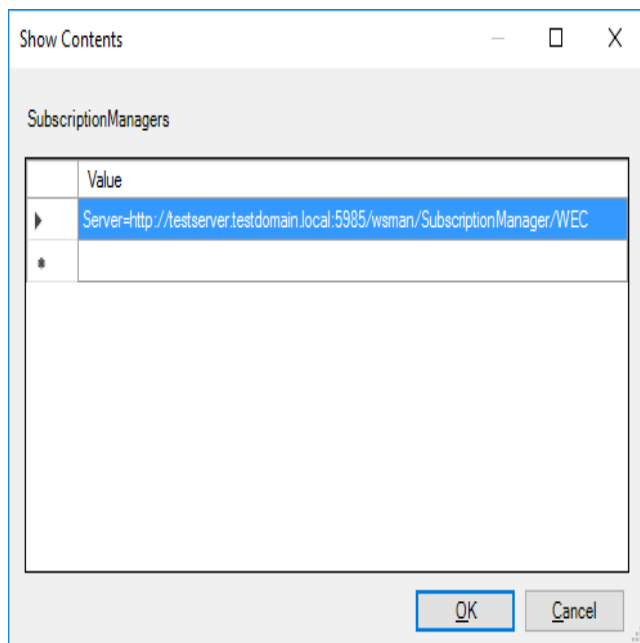 Show Contents
SubscriptionManagers
Value
Server=http://testserver.testdomain.local:5985/wsman/SubscriptionManager/WEC
OK
Cancel